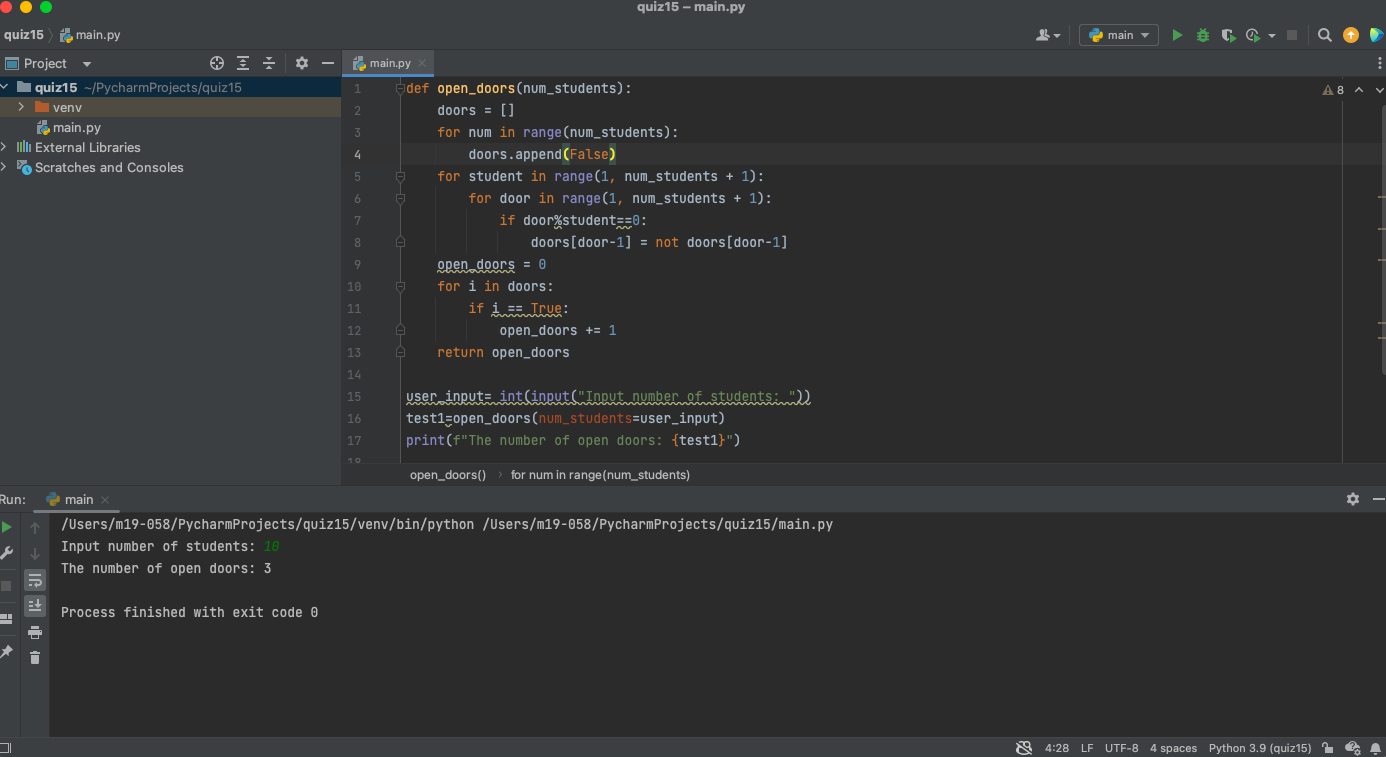 quiz15 – main.py
quiz15 main.py
main
Project
main.py
quiz15 ~/PycharmProjects/quiz15
venv
main.py
External Libraries
Scratches and Consoles
8
1 def open_doors(num_students):
2     doors = []
3     for num in range(num_students):
4         doors.append(False)
5     for student in range(1, num_students + 1):
6         for door in range(1, num_students + 1):
7             if door%student==0:
8                 doors[door-1] = not doors[door-1]
9     open_doors = 0
10     for i in doors:
11         if i == True:
12             open_doors += 1
13     return open_doors
14
15 user_input= int(input("Input number of students: "))
16 test1=open_doors(num_students=user_input)
17 print(f"The number of open doors: {test1}")
18
open_doors() › for num in range(num_students)
Run: main
/Users/m19-058/PycharmProjects/quiz15/venv/bin/python /Users/m19-058/PycharmProjects/quiz15/main.py
Input number of students: 10
The number of open doors: 3
Process finished with exit code 0
4:28 LF UTF-8 4 spaces Python 3.9 (quiz15)